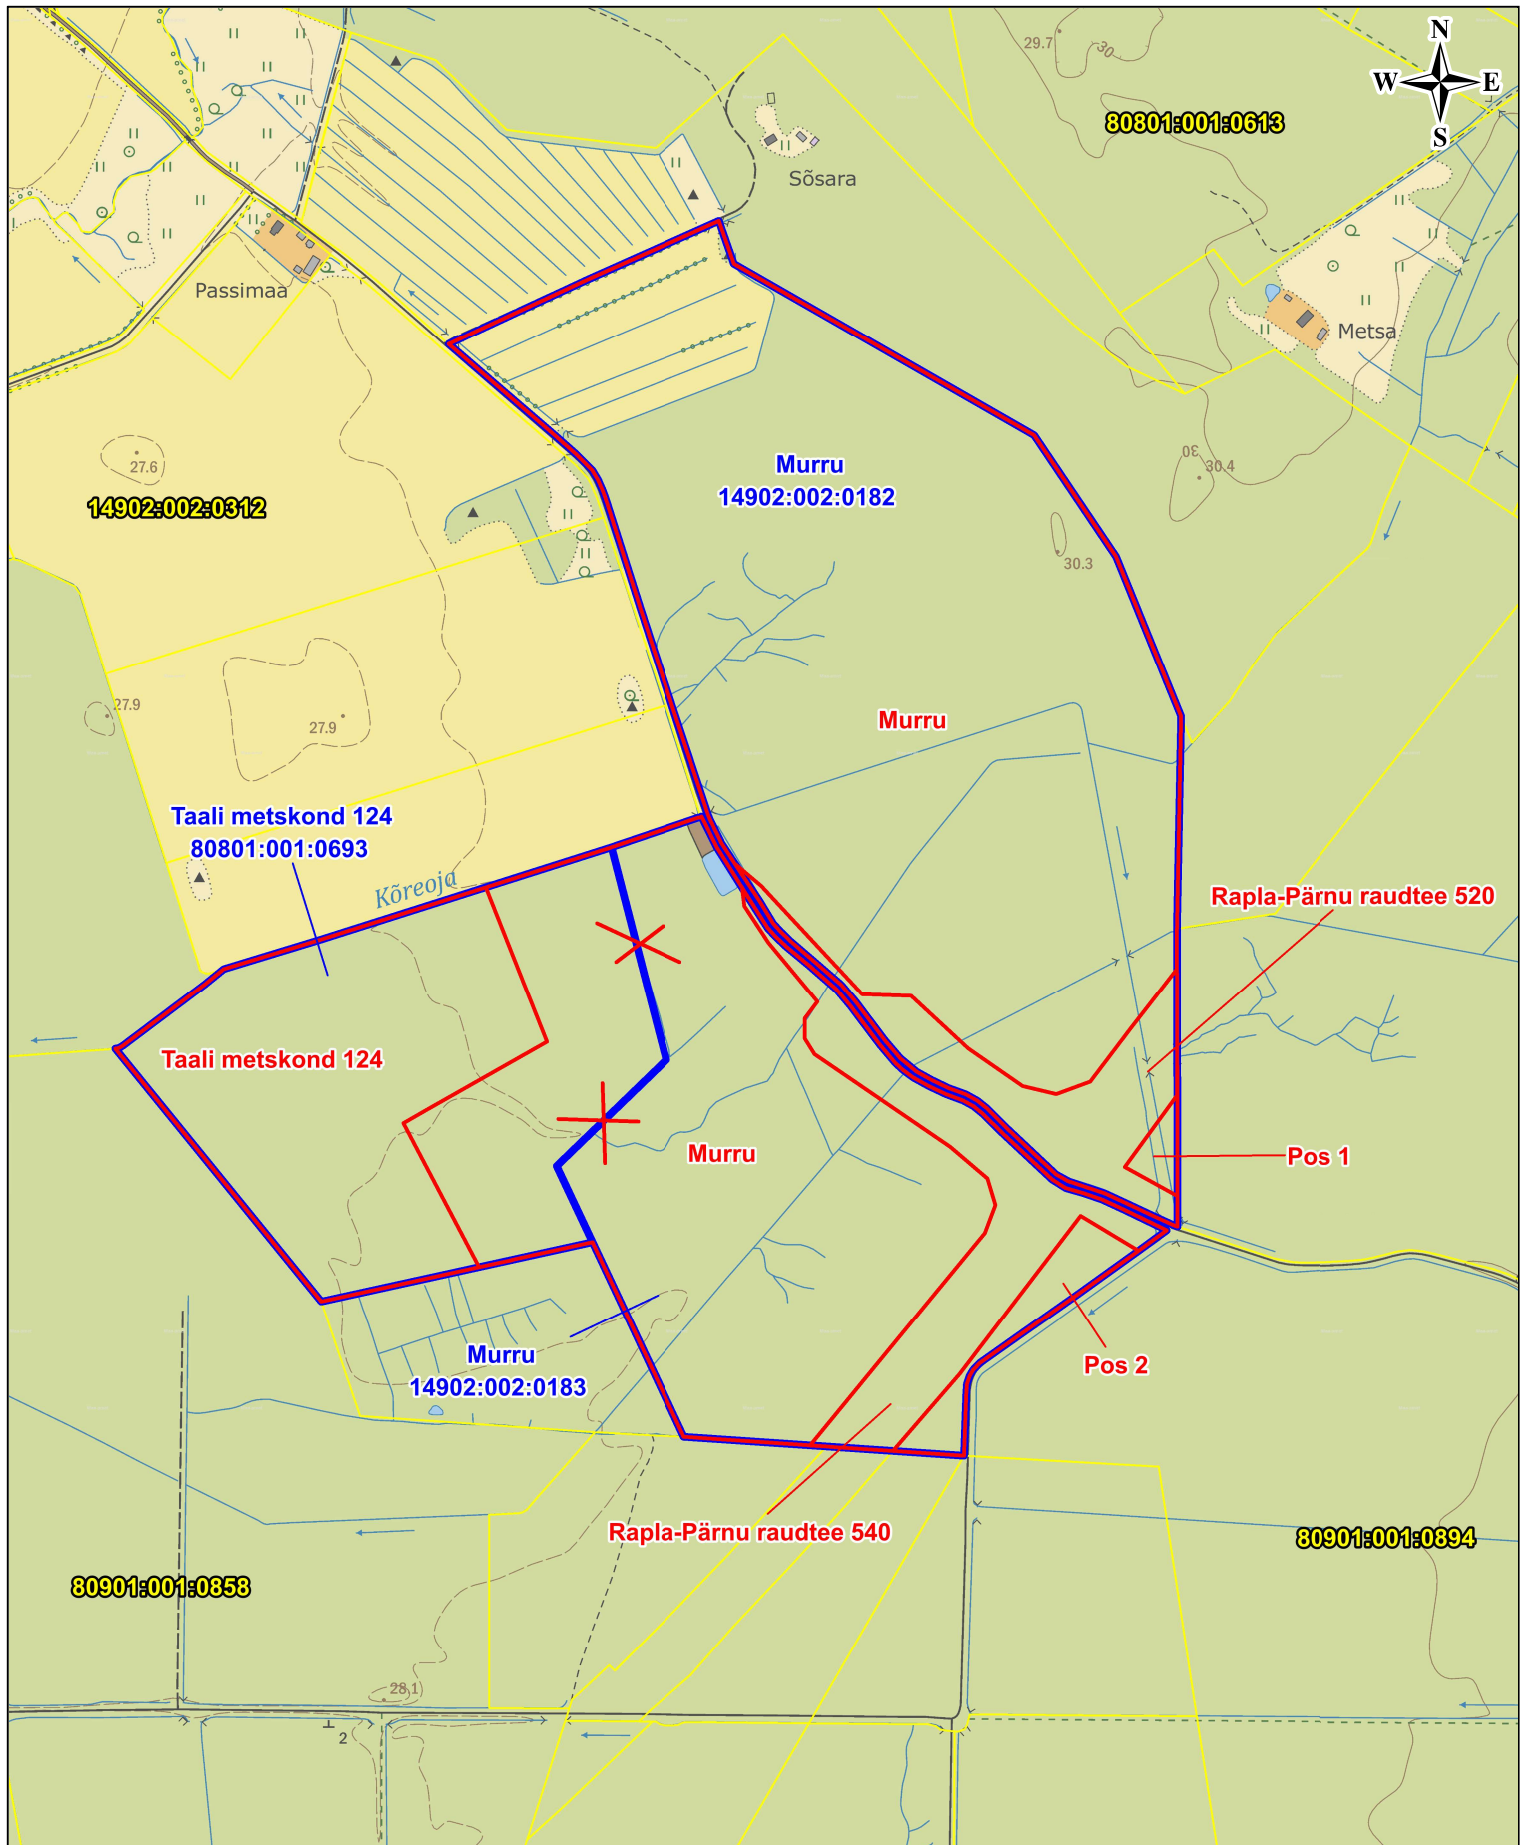 N
W E
S
29.7
30
80801:001:0613
Sõsara
Passimaa
Metsa
27.6
14902:002:0312
Murru
14902:002:0182
30
30.4
30.3
27.9
27.9
Murru
Taali metskond 124
80801:001:0693
Kõreoja
Rapla-Pärnu raudtee 520
Taali metskond 124
Murru
Pos 1
Murru
14902:002:0183
Pos 2
Rapla-Pärnu raudtee 540
80901:001:0894
80901:001:0858
28.1
2